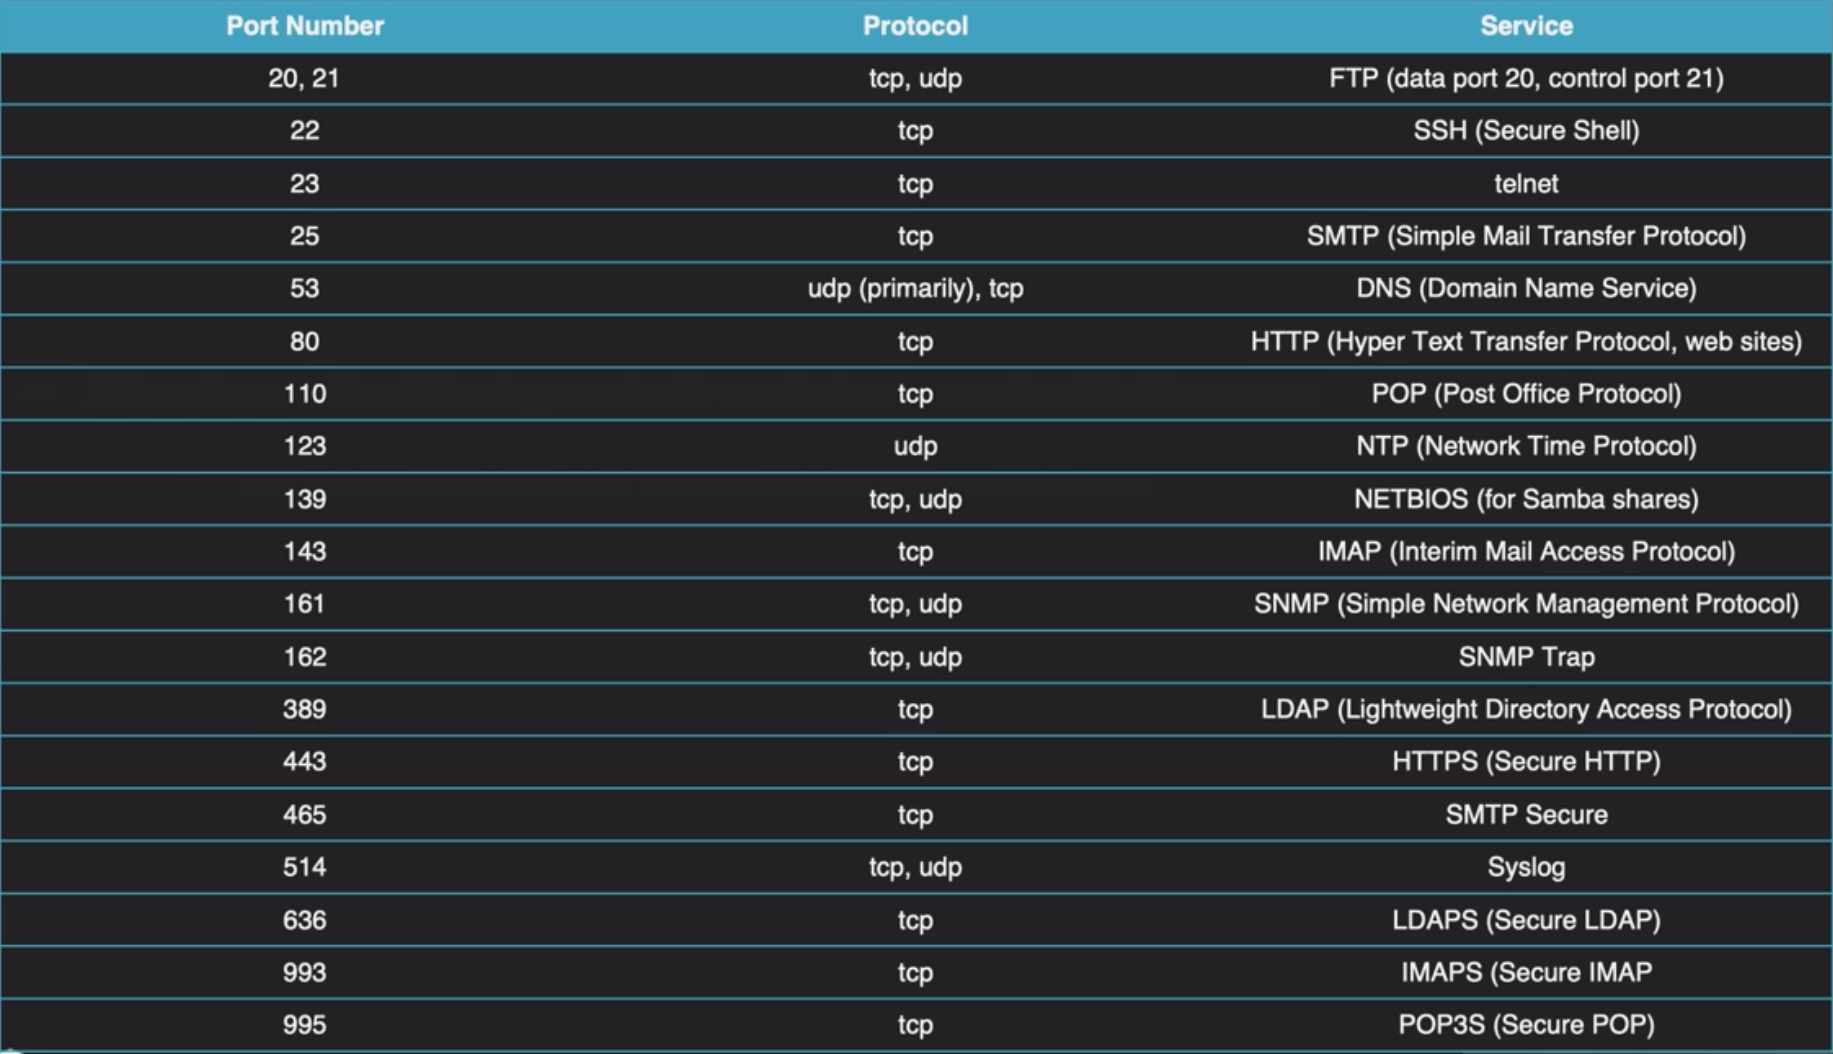 Port Number Protocol Service
20, 21 tcp, udp FTP (data port 20, control port 21)
22 tcp SSH (Secure Shell)
23 tcp telnet
25 tcp SMTP (Simple Mail Transfer Protocol)
53 udp (primarily), tcp DNS (Domain Name Service)
80 tcp HTTP (Hyper Text Transfer Protocol, web sites)
110 tcp POP (Post Office Protocol)
123 udp NTP (Network Time Protocol)
139 tcp, udp NETBIOS (for Samba shares)
143 tcp IMAP (Interim Mail Access Protocol)
161 tcp, udp SNMP (Simple Network Management Protocol)
162 tcp, udp SNMP Trap
389 tcp LDAP (Lightweight Directory Access Protocol)
443 tcp HTTPS (Secure HTTP)
465 tcp SMTP Secure
514 tcp, udp Syslog
636 tcp LDAPS (Secure LDAP)
993 tcp IMAPS (Secure IMAP
995 tcp POP3S (Secure POP)